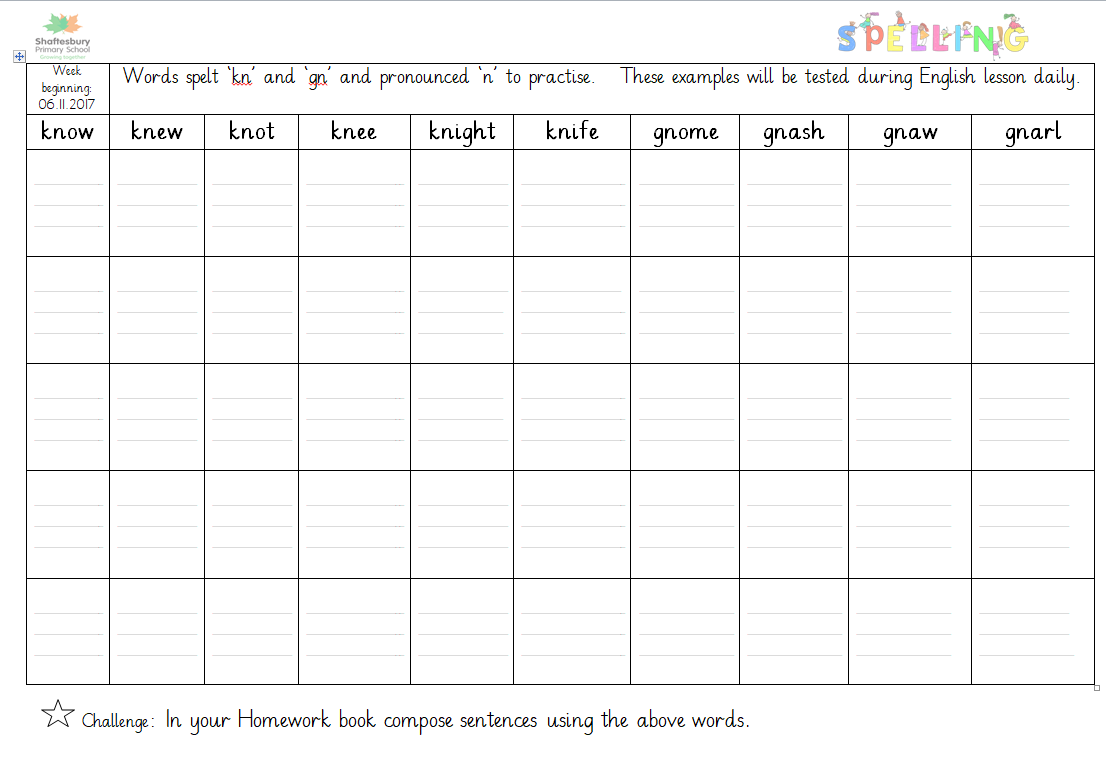 Shaftesbury
Primary School
Growing together
SPELLING
Week
beginning:
06.11.2017
Words spelt ‘kn’ and ‘gn’ and pronounced ‘n’ to practise. These examples will be tested during English lesson daily.
know knew knot knee knight knife gnome gnash gnaw gnarl
Challenge: In your Homework book compose sentences using the above words.